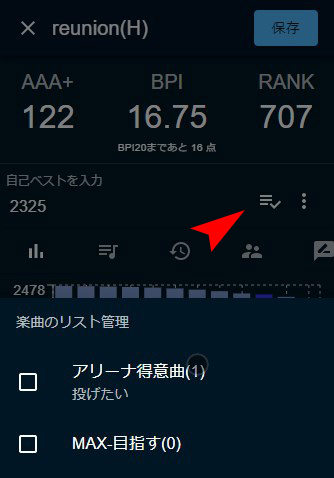 reunion(H)
保存
AAA+ BPI RANK
122 16.75 707
BPI20まであと 16 点
自己ベストを入力
2325
2478
楽曲のリスト管理
アリーナ得意曲(1)
投げたい
MAX-目指す(0)